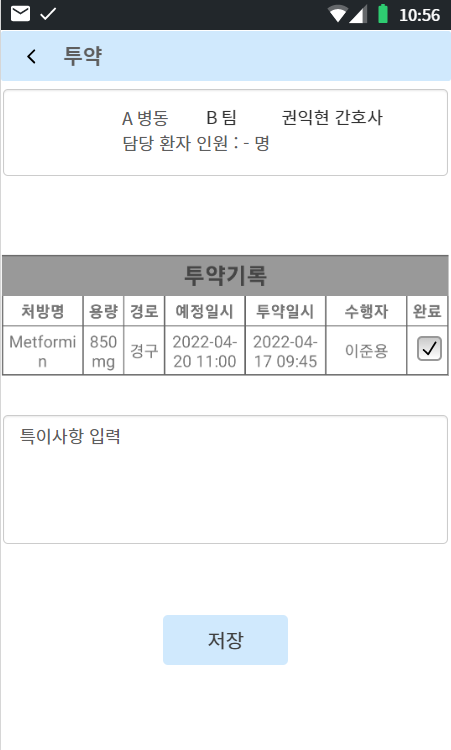 10:56
투약
A 병동 B 팀 권익현 간호사
담당 환자 인원 : - 명
투약기록
처방명 용량 경로 예정일시 투약일시 수행자 완료
Metformi 850 경구 2022-04- 2022-04- 이준용
n mg 20 11:00 17 09:45
특이사항 입력
저장